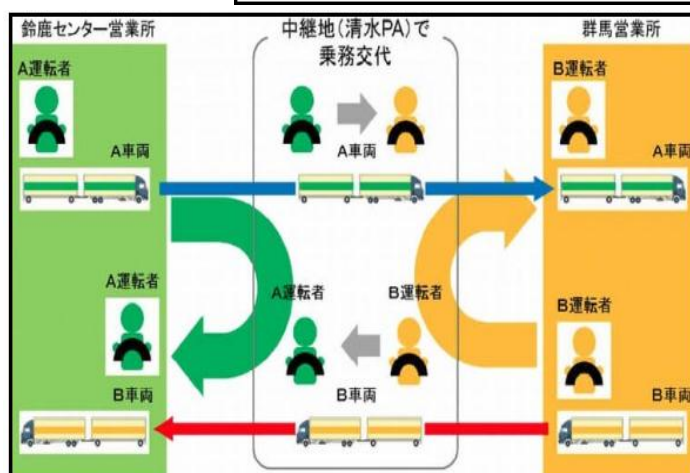 鈴鹿センター営業所
中継地(清水PA)で
乗務交代
群馬営業所
A運転者
B運転者
A車両
A車両
A車両
A運転者
A運転者
B運転者
B運転者
B車両
B車両
B車両